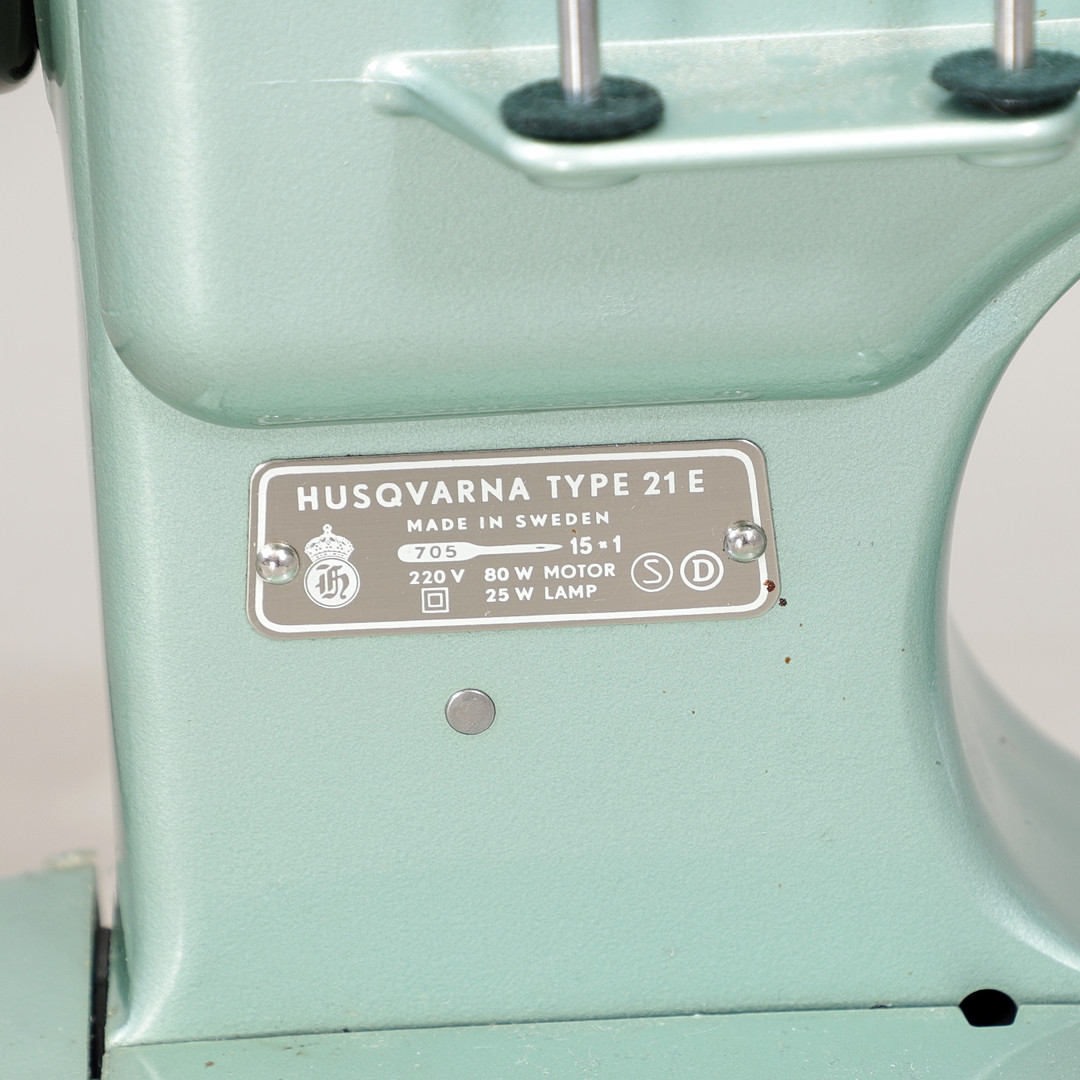 HUSQVARNA TYPE 21 E
MADE IN SWEDEN
705 15×1
H 220 V 80 W MOTOR S D
25 W LAMP